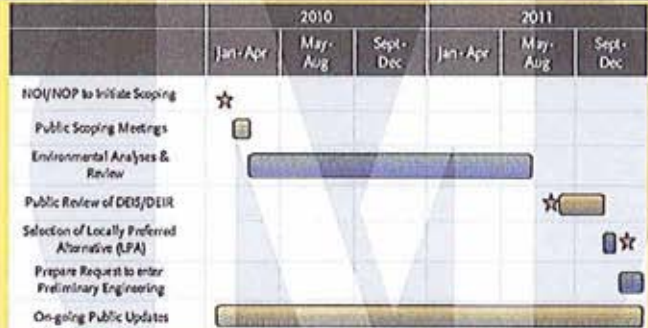 2010 2011
Jan - Apr May - Aug Sept - Dec Jan - Apr May - Aug Sept - Dec
NOI/NOP to Initiate Scoping
Public Scoping Meetings
Environmental Analyses &
Review
Public Review of DEIS/DEIR
Selection of Locally Preferred
Alternative (LPA)
Prepare Request to enter
Preliminary Engineering
On-going Public Updates